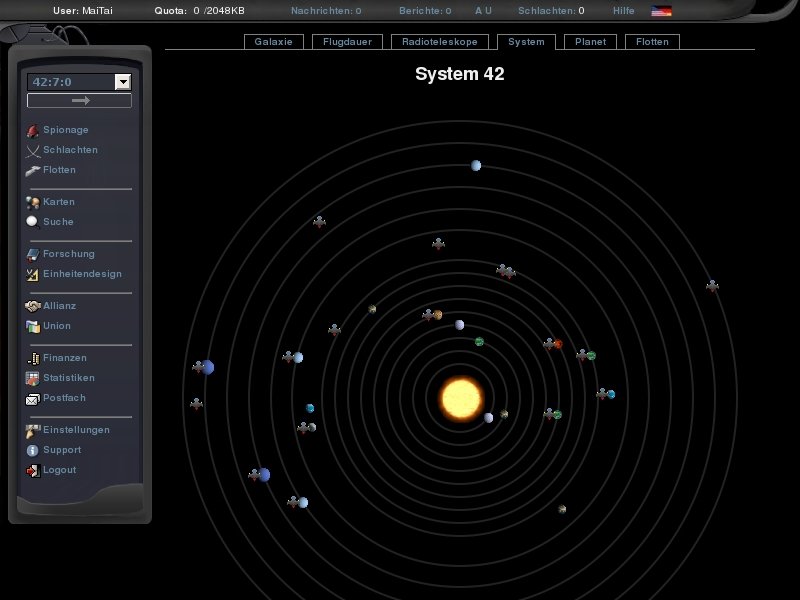 User: MaiTai Quota: 0 /2048KB Nachrichten: 0 Berichte: 0 A U Schlachten: 0 Hilfe
Galaxie Flugdauer Radioteleskope System Planet Flotten
System 42
42:7:0
Spionage
Schlachten
Flotten
Karten
Suche
Forschung
Einheitendesign
Allianz
Union
Finanzen
Statistiken
Postfach
Einstellungen
Support
Logout